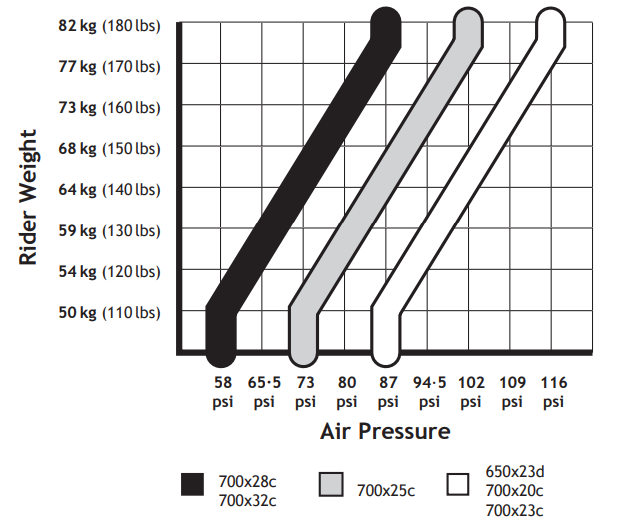 82 kg (180 lbs)
77 kg (170 lbs)
73 kg (160 lbs)
68 kg (150 lbs)
64 kg (140 lbs)
59 kg (130 lbs)
54 kg (120 lbs)
50 kg (110 lbs)
Rider Weight
58 65·5 73 80 87 94·5 102 109 116
psi psi psi psi psi psi psi psi psi
Air Pressure
700x28c
700x32c
700x25c
650x23d
700x20c
700x23c